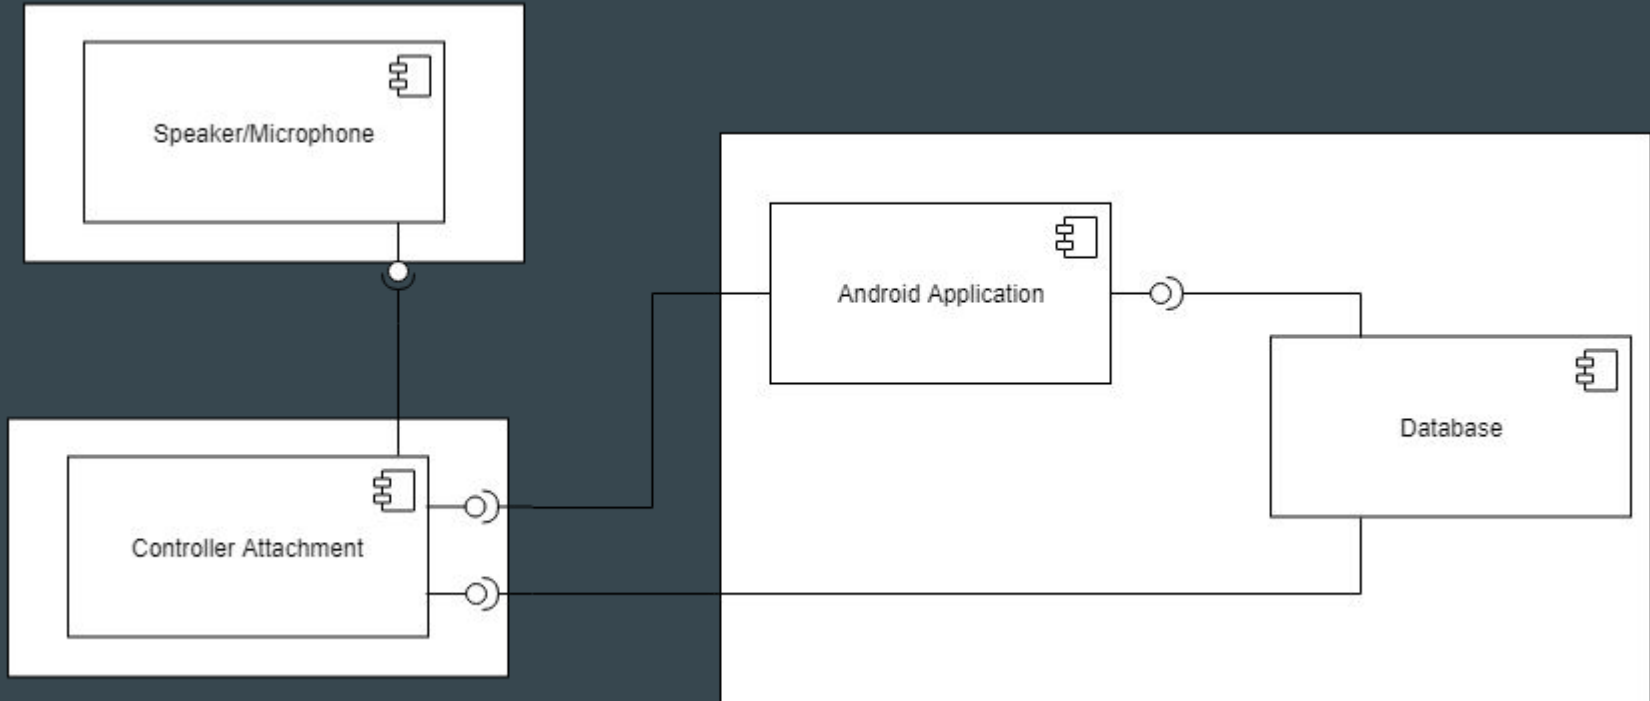 Speaker/Microphone
Android Application
Database
Controller Attachment